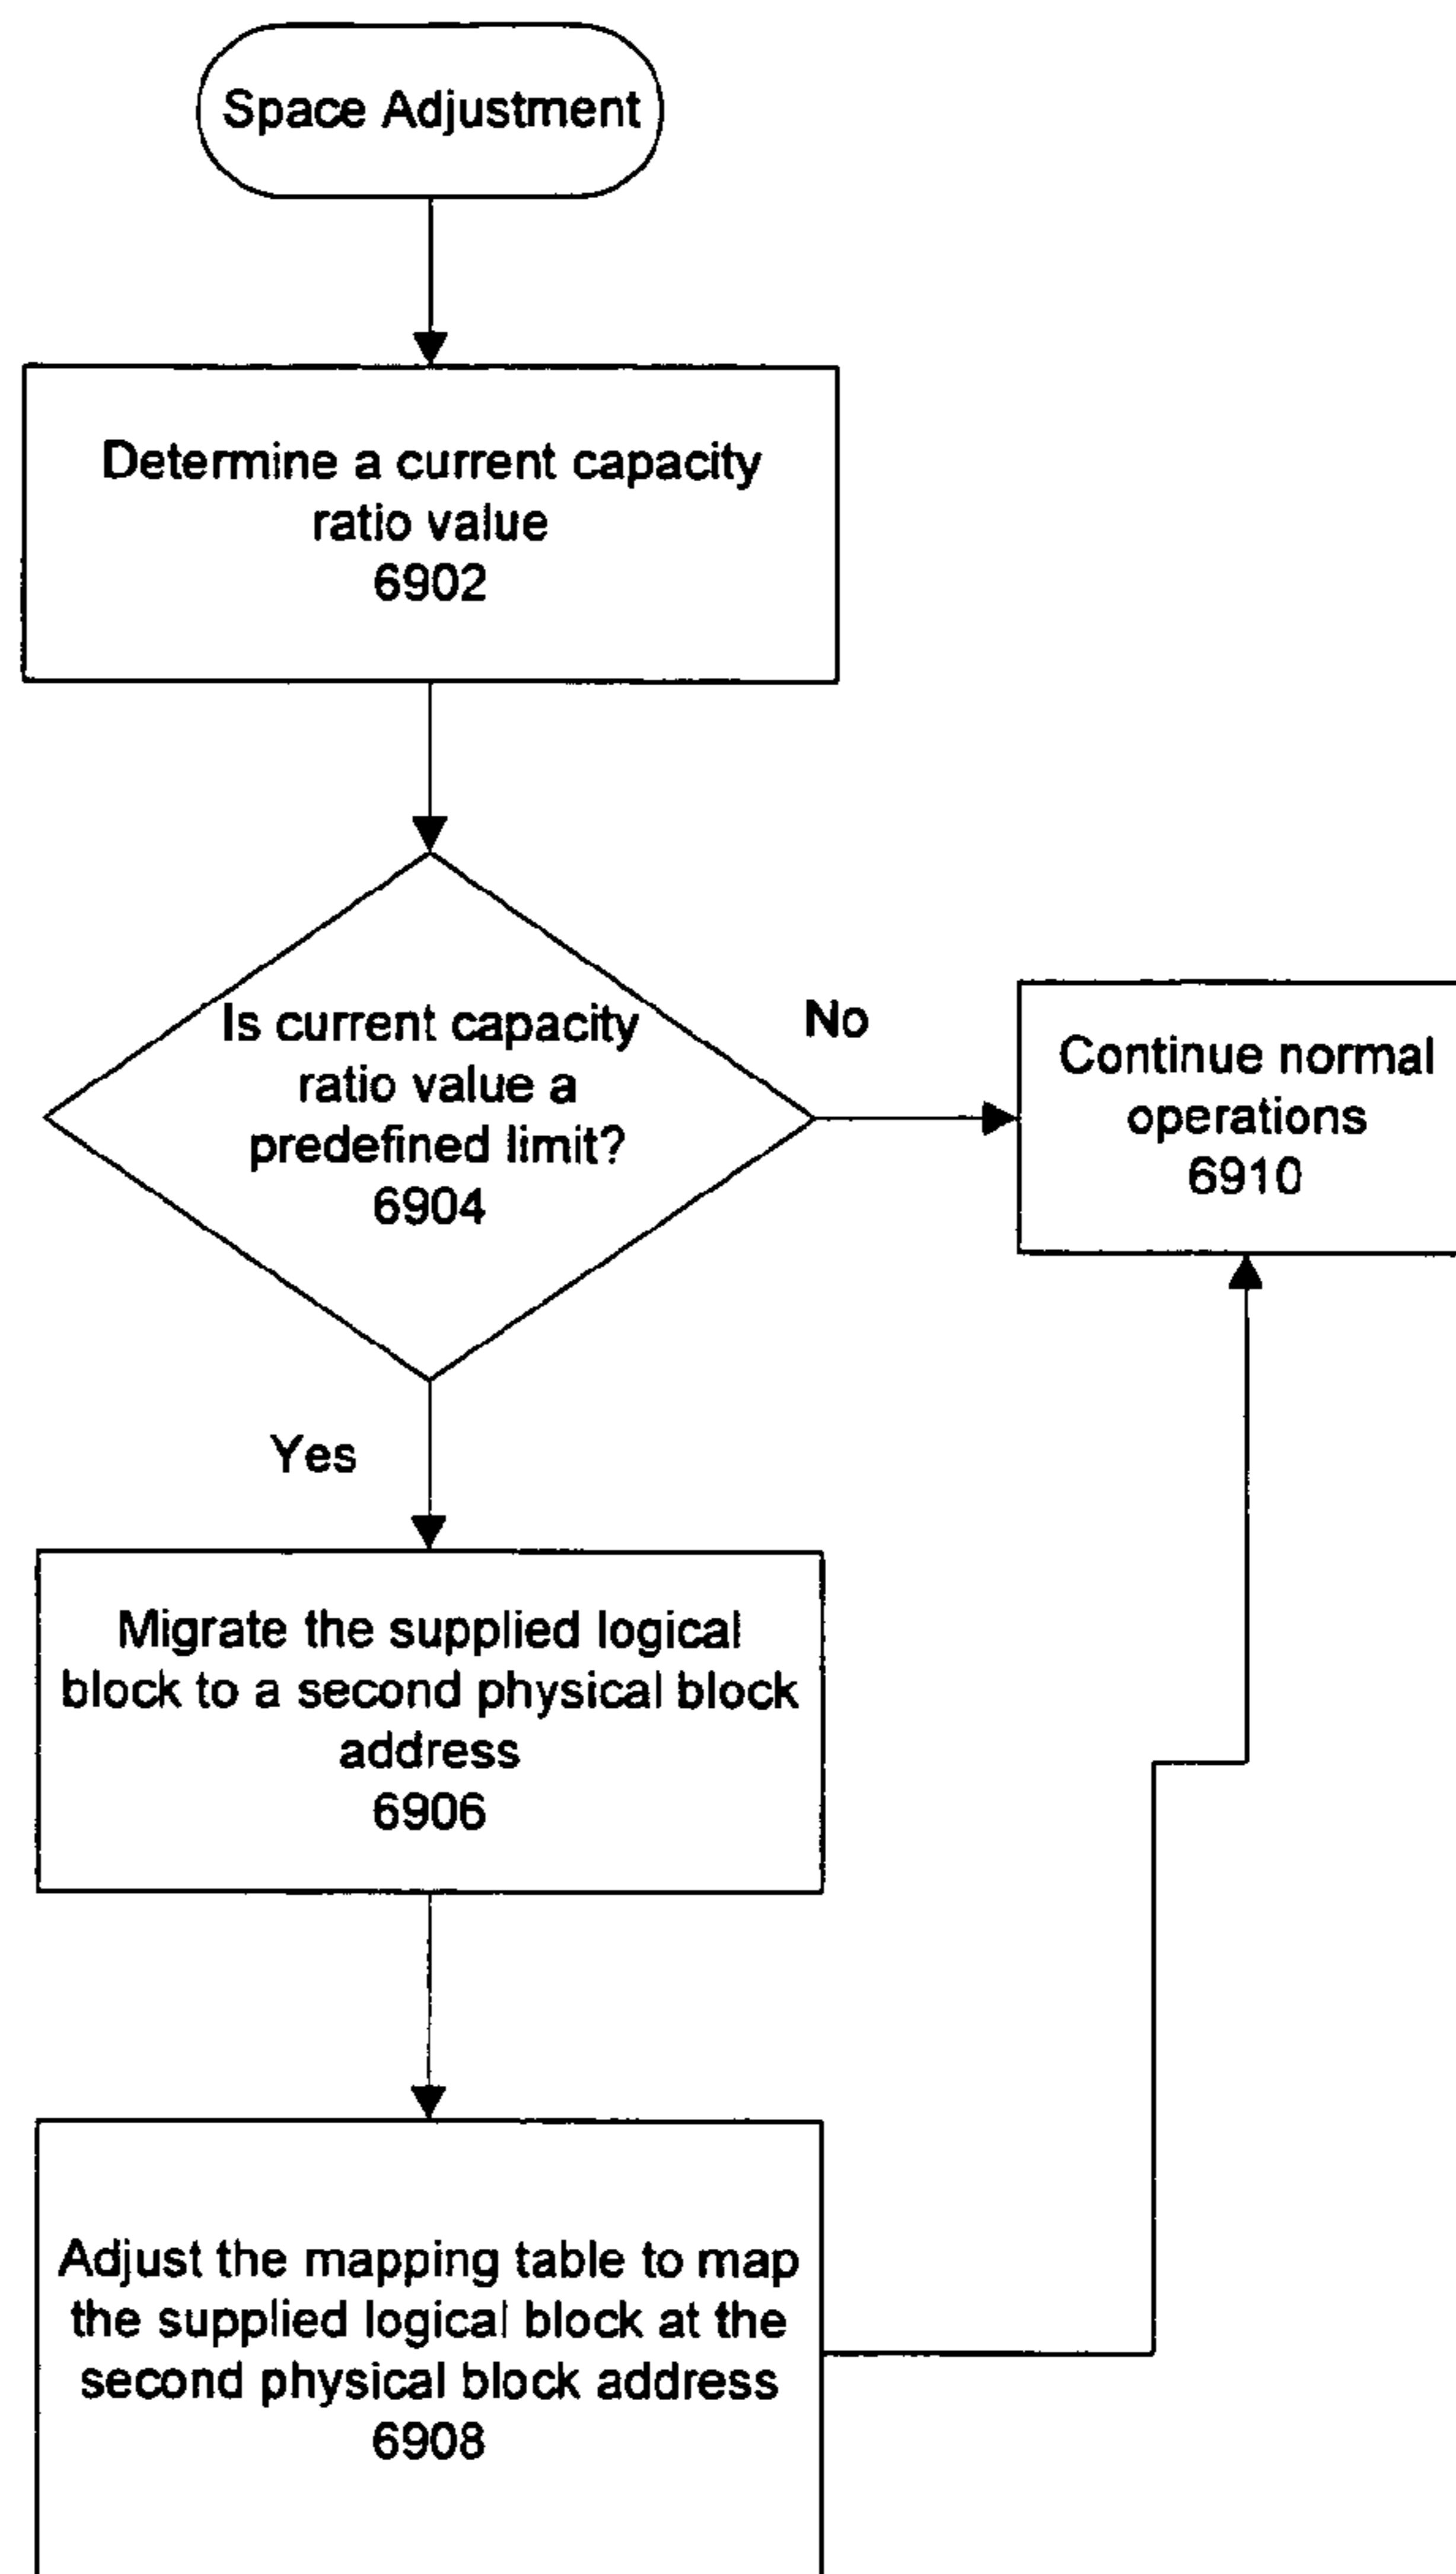 Space Adjustment
Determine a current capacity
ratio value
6902
Is current capacity
ratio value a
predefined limit?
6904
No
Continue normal
operations
6910
Yes
Migrate the supplied logical
block to a second physical block
address
6906
Adjust the mapping table to map
the supplied logical block at the
second physical block address
6908